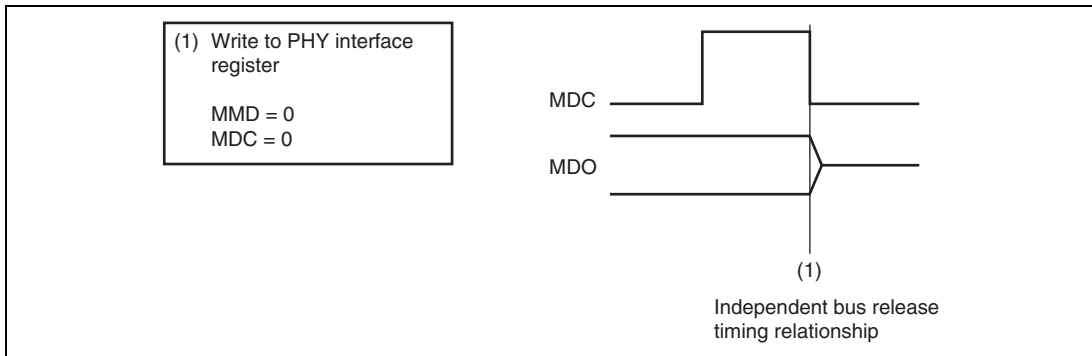 (1) Write to PHY interface
register
MMD = 0
MDC = 0
MDC
MDO
(1)
Independent bus release
timing relationship